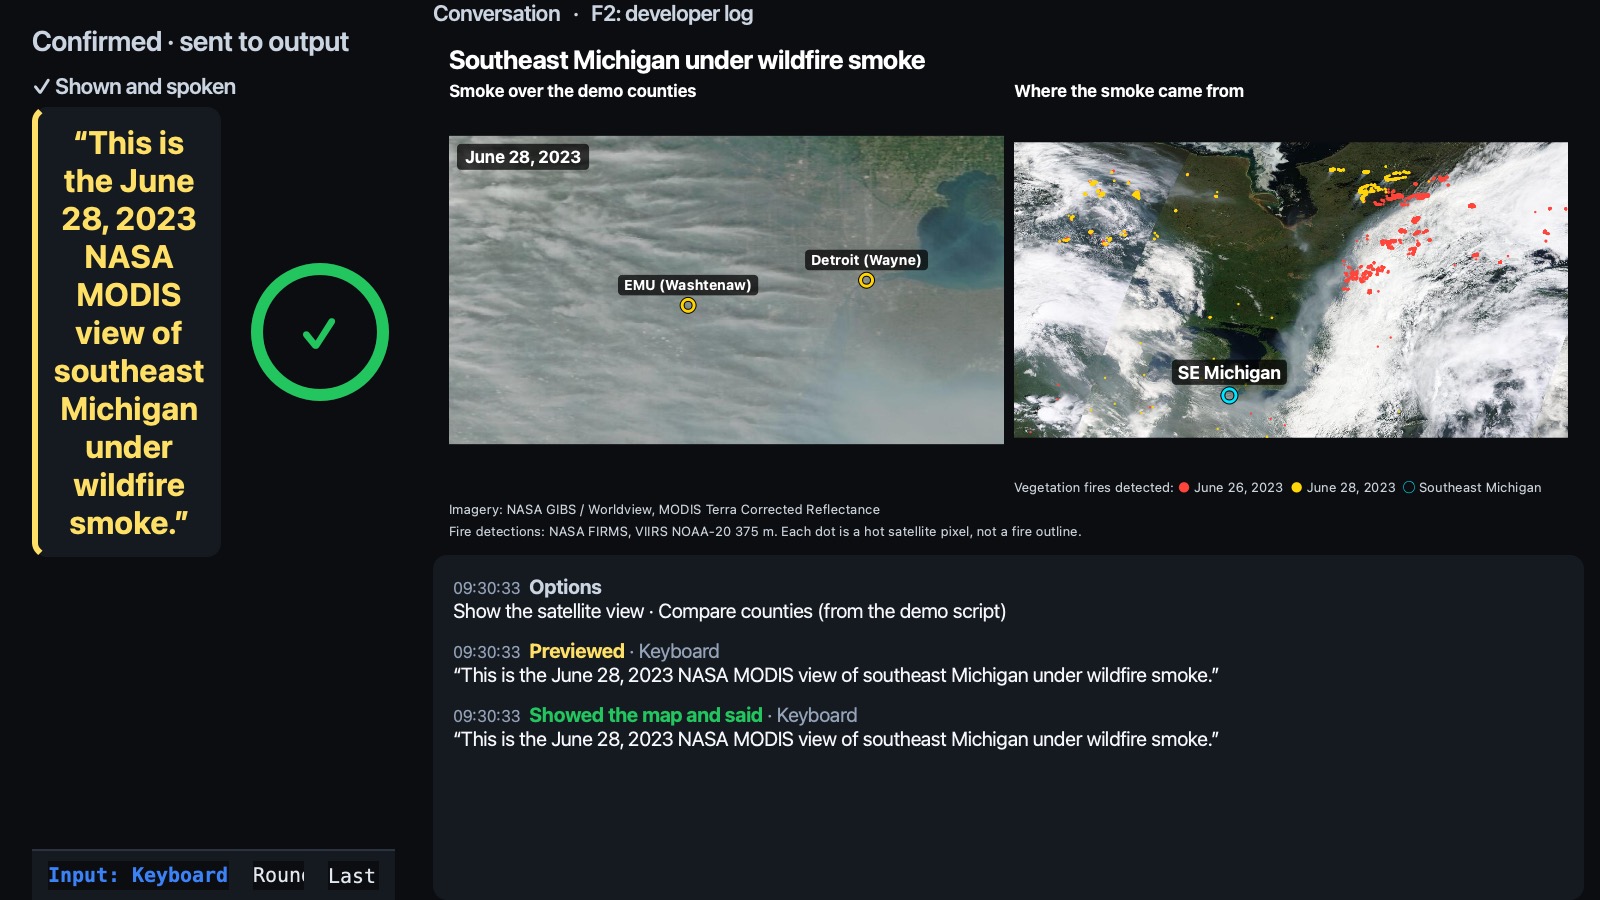 Confirmed · sent to output
✓ Shown and spoken
“This is
the June
28, 2023
NASA
MODIS
view of
southeast
Michigan
under
wildfire
smoke.”
Input: Keyboard
Last
Conversation · F2: developer log
Southeast Michigan under wildfire smoke
Smoke over the demo counties
June 28, 2023
Detroit (Wayne)
EMU (Washtenaw)
Where the smoke came from
SE Michigan
Vegetation fires detected: June 26, 2023 June 28, 2023 Southeast Michigan
Imagery: NASA GIBS / Worldview, MODIS Terra Corrected Reflectance
Fire detections: NASA FIRMS, VIIRS NOAA-20 375 m. Each dot is a hot satellite pixel, not a fire outline.
09:30:33 Options
Show the satellite view · Compare counties (from the demo script)
09:30:33 Previewed · Keyboard
“This is the June 28, 2023 NASA MODIS view of southeast Michigan under wildfire smoke.”
09:30:33 Showed the map and said · Keyboard
“This is the June 28, 2023 NASA MODIS view of southeast Michigan under wildfire smoke.”